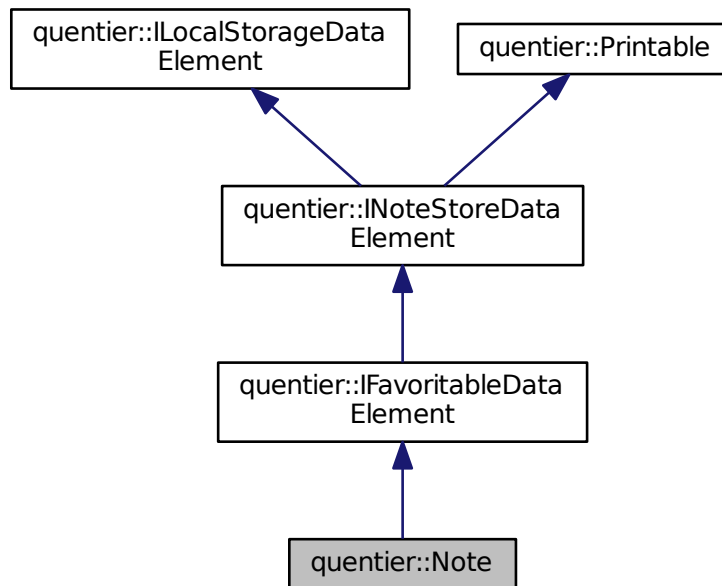 quentier::ILocalStorageData
Element
quentier::Printable
quentier::INoteStoreData
Element
quentier::IFavoritableData
Element
quentier::Note